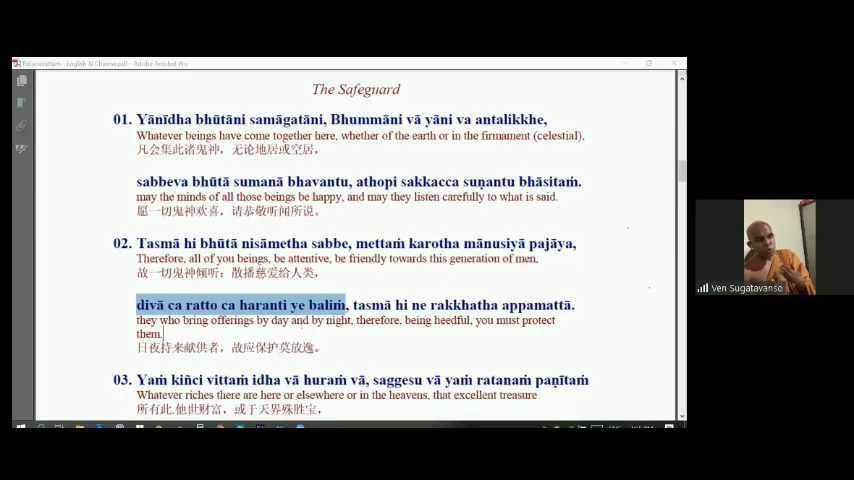 Ratanasuttam - English & Chinese.pdf - Adobe Acrobat Pro
The Safeguard
01. Yānīdha bhūtāni samāgatāni, Bhummāni vā yāni va antalikkhe,
Whatever beings have come together here, whether of the earth or in the firmament (celestial),
凡会集此诸鬼神，无论地居或空居，
sabbeva bhūtā sumanā bhavantu, athopi sakkacca suṇantu bhāsitaṁ.
may the minds of all those beings be happy, and may they listen carefully to what is said.
愿一切鬼神欢喜，请恭敬听闻所说。
02. Tasmā hi bhūtā nisāmetha sabbe, mettaṁ karotha mānusiyā pajāya,
Therefore, all of you beings, be attentive, be friendly towards this generation of men,
故一切鬼神倾听：散播慈爱给人类，
divā ca ratto ca haranti ye baliṁ, tasmā hi ne rakkhatha appamattā.
they who bring offerings by day and by night, therefore, being heedful, you must protect
them.
日夜持来献供者，故应保护莫放逸。
03. Yaṁ kiñci vittaṁ idha vā huraṁ vā, saggesu vā yaṁ ratanaṁ paṇītaṁ
Whatever riches there are here or elsewhere or in the heavens, that excellent treasure
所有此.他世财富，或于天界殊胜宝，
Ven Sugatavanso